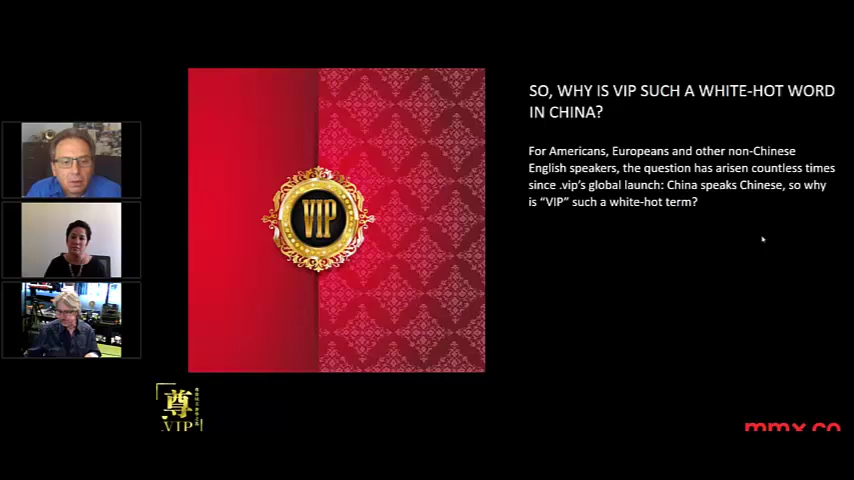 SO, WHY IS VIP SUCH A WHITE-HOT WORD
IN CHINA?
For Americans, Europeans and other non-Chinese
English speakers, the question has arisen countless times
since .vip's global launch: China speaks Chinese, so why
is “VIP” such a white-hot term?
VIP
尊
.VIP
mmx.co